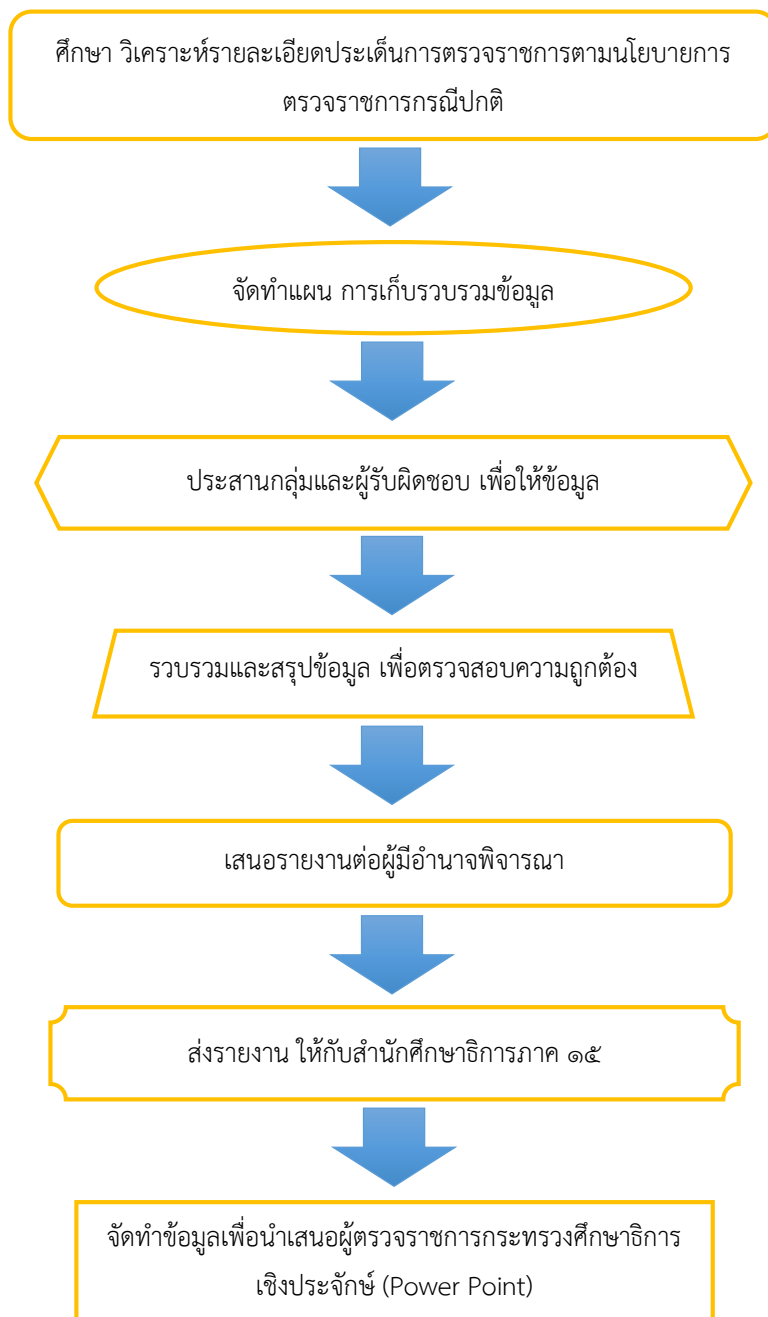 ศึกษา วิเคราะห์รายละเอียดประเด็นการตรวจราชการตามนโยบายการ
ตรวจราชการกรณีปกติ
จัดทำแผน การเก็บรวบรวมข้อมูล
ประสานกลุ่มและผู้รับผิดชอบ เพื่อให้ข้อมูล
รวบรวมและสรุปข้อมูล เพื่อตรวจสอบความถูกต้อง
เสนอรายงานต่อผู้มีอำนาจพิจารณา
ส่งรายงาน ให้กับสำนักศึกษาธิการภาค ๑๕
จัดทำข้อมูลเพื่อนำเสนอผู้ตรวจราชการกระทรวงศึกษาธิการ
เชิงประจักษ์ (Power Point)